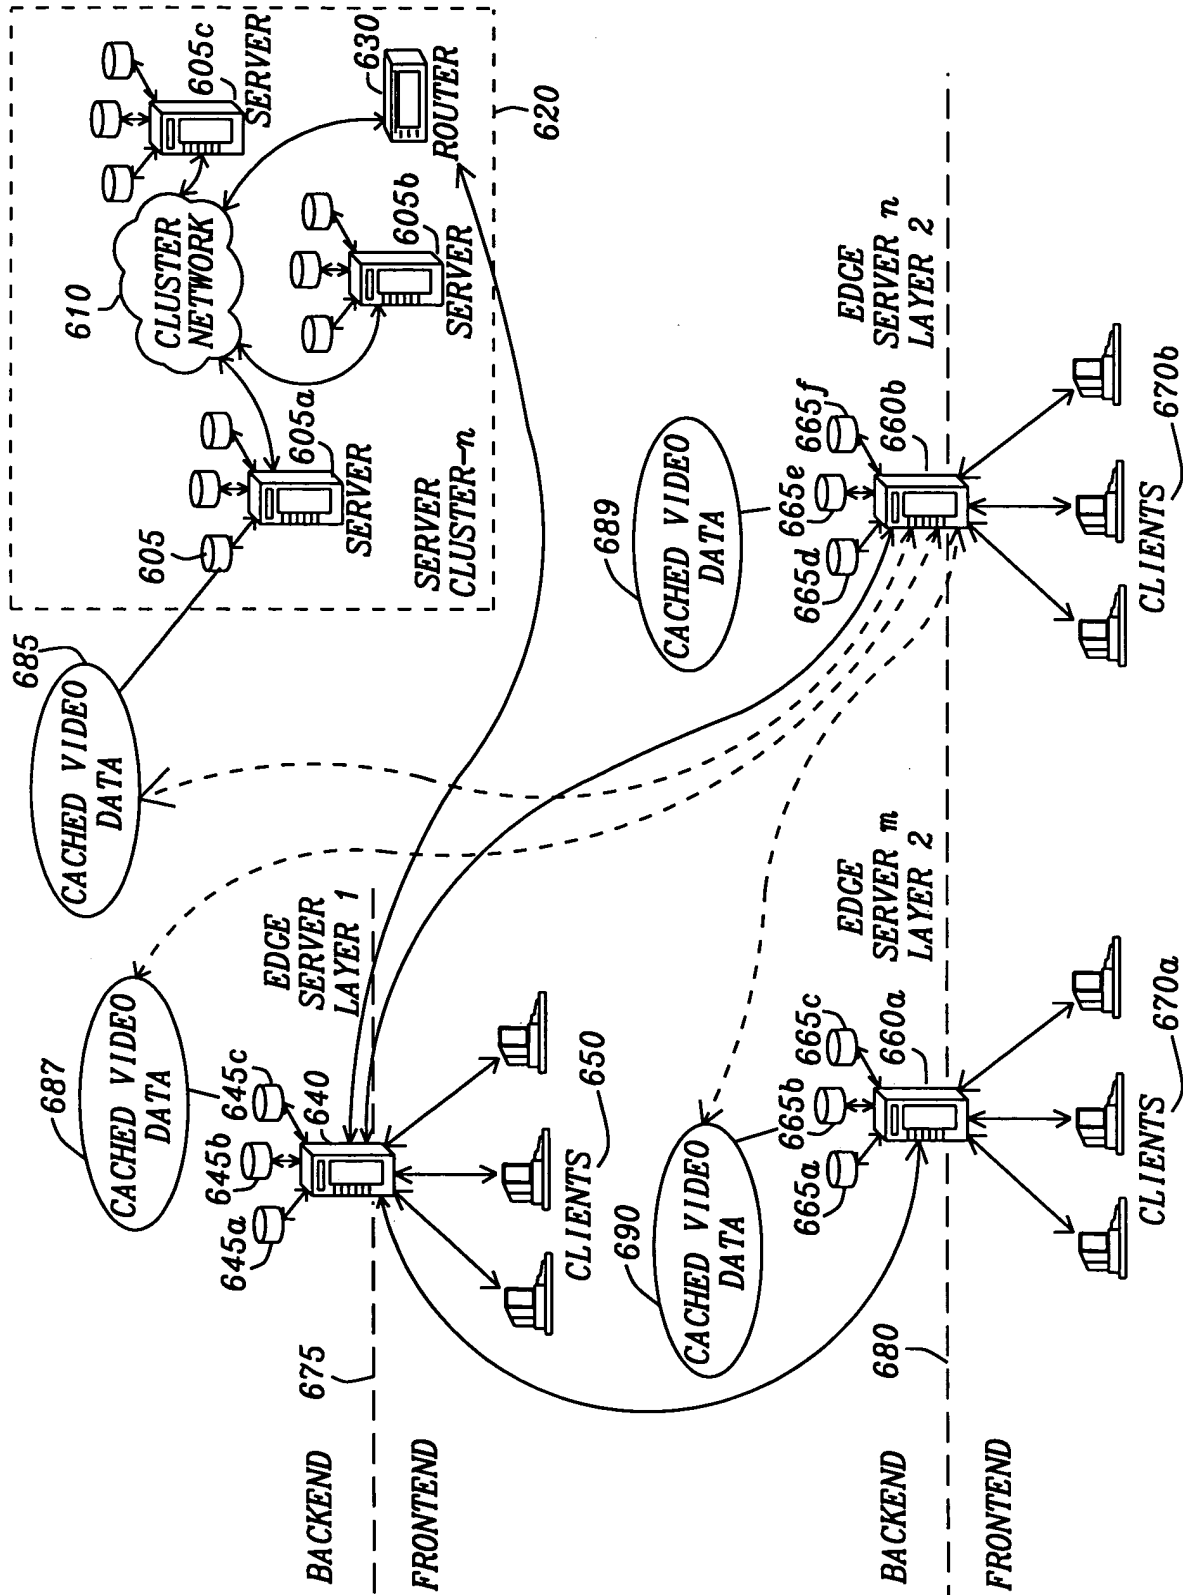 685
CACHED VIDEO
DATA
605
605a
SERVER
SERVER
CLUSTER-n
610
CLUSTER
NETWORK
605c
SERVER
605b
SERVER
630
ROUTER
620
687
CACHED VIDEO
DATA
645a
645b
645c
640
EDGE
SERVER
LAYER 1
BACKEND
675
FRONTEND
CLIENTS
650
690
CACHED VIDEO
DATA
665a
665b
665c
660a
EDGE
SERVER m
LAYER 2
689
CACHED VIDEO
DATA
665d
665e
665f
660b
EDGE
SERVER n
LAYER 2
BACKEND
680
FRONTEND
CLIENTS
670a
CLIENTS
670b